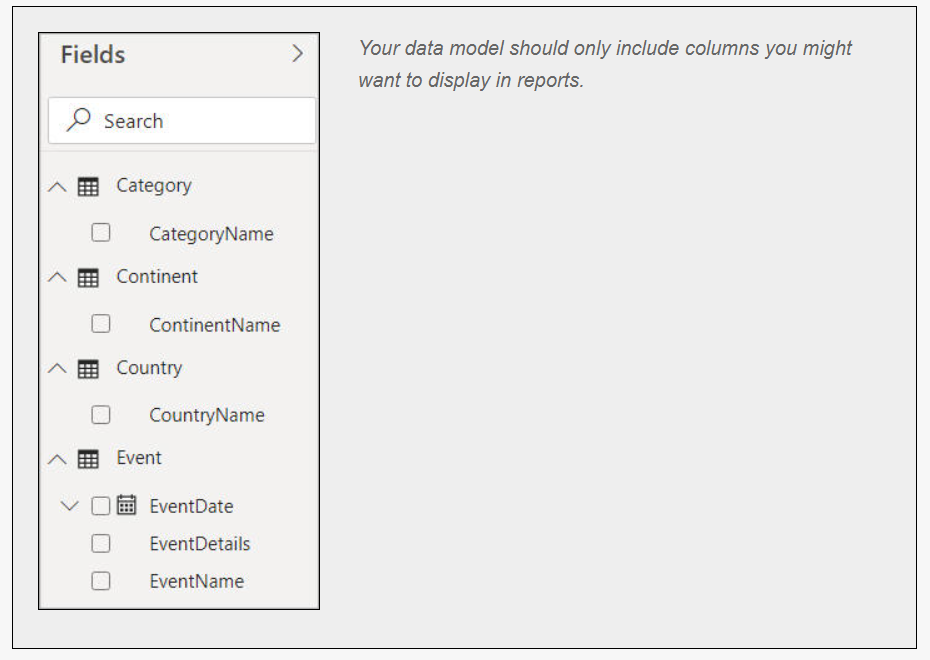 Fields
Search
Category
CategoryName
Continent
ContinentName
Country
CountryName
Event
EventDate
EventDetails
EventName
Your data model should only include columns you might
want to display in reports.